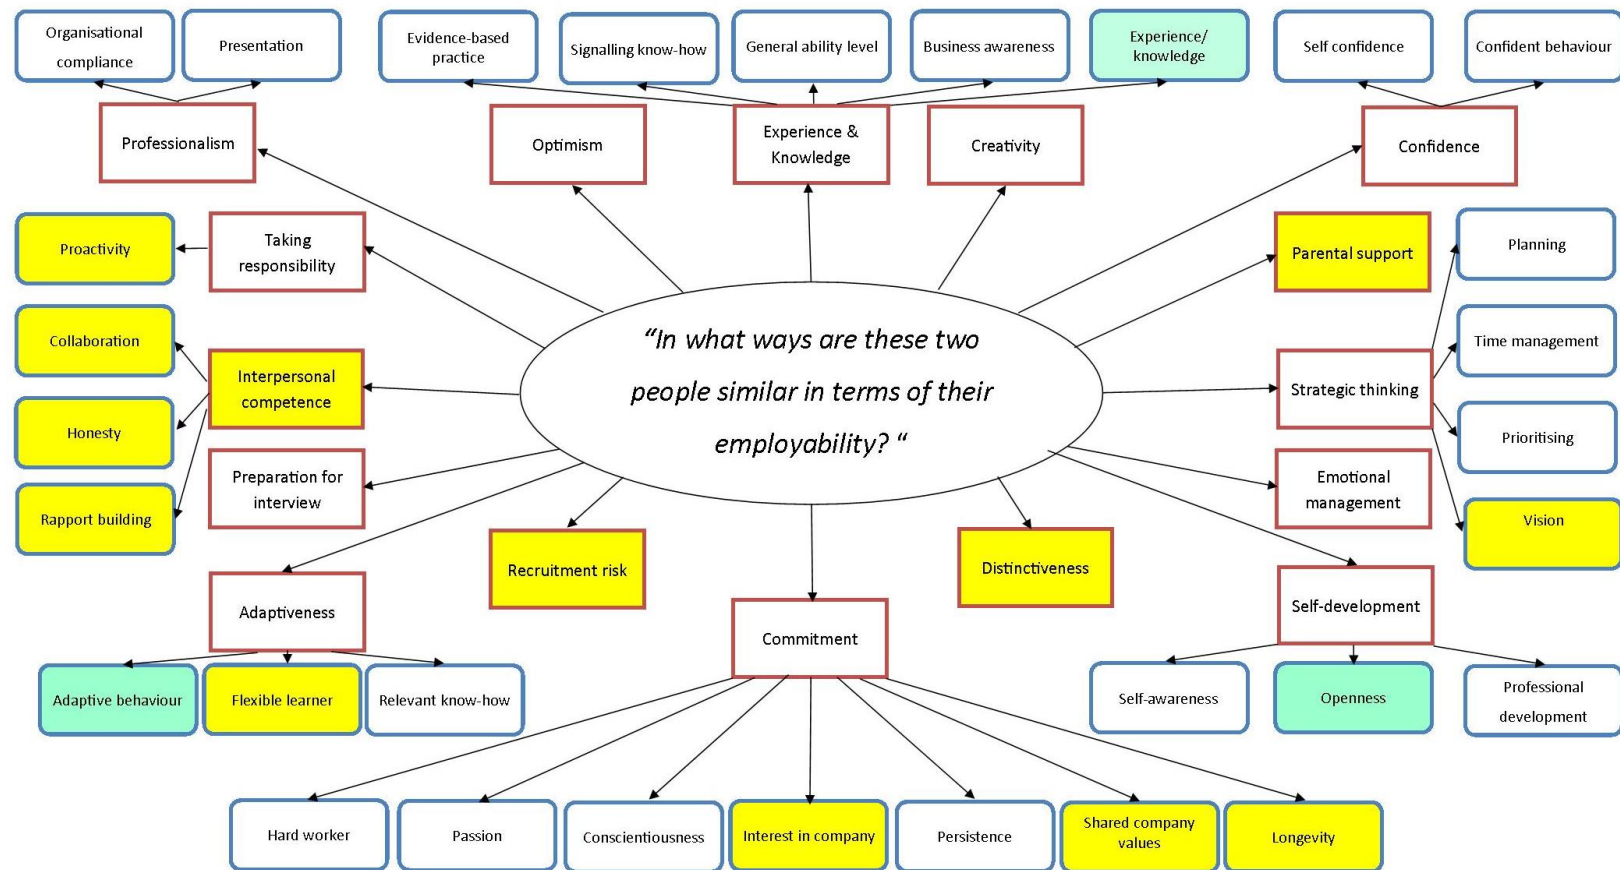 Organisational
compliance
Presentation
Evidence-based
practice
Signalling know-how
General ability level
Business awareness
Experience/
knowledge
Self confidence
Confident behaviour
Professionalism
Optimism
Experience &
Knowledge
Creativity
Confidence
Proactivity
Taking
responsibility
Parental support
Planning
Collaboration
Interpersonal
competence
Honesty
Rapport building
Preparation for
interview
“In what ways are these two
people similar in terms of their
employability? “
Strategic thinking
Time management
Prioritising
Vision
Emotional
management
Recruitment risk
Distinctiveness
Adaptiveness
Commitment
Self-development
Adaptive behaviour
Flexible learner
Relevant know-how
Self-awareness
Openness
Professional
development
Hard worker
Passion
Conscientiousness
Interest in company
Persistence
Shared company
values
Longevity